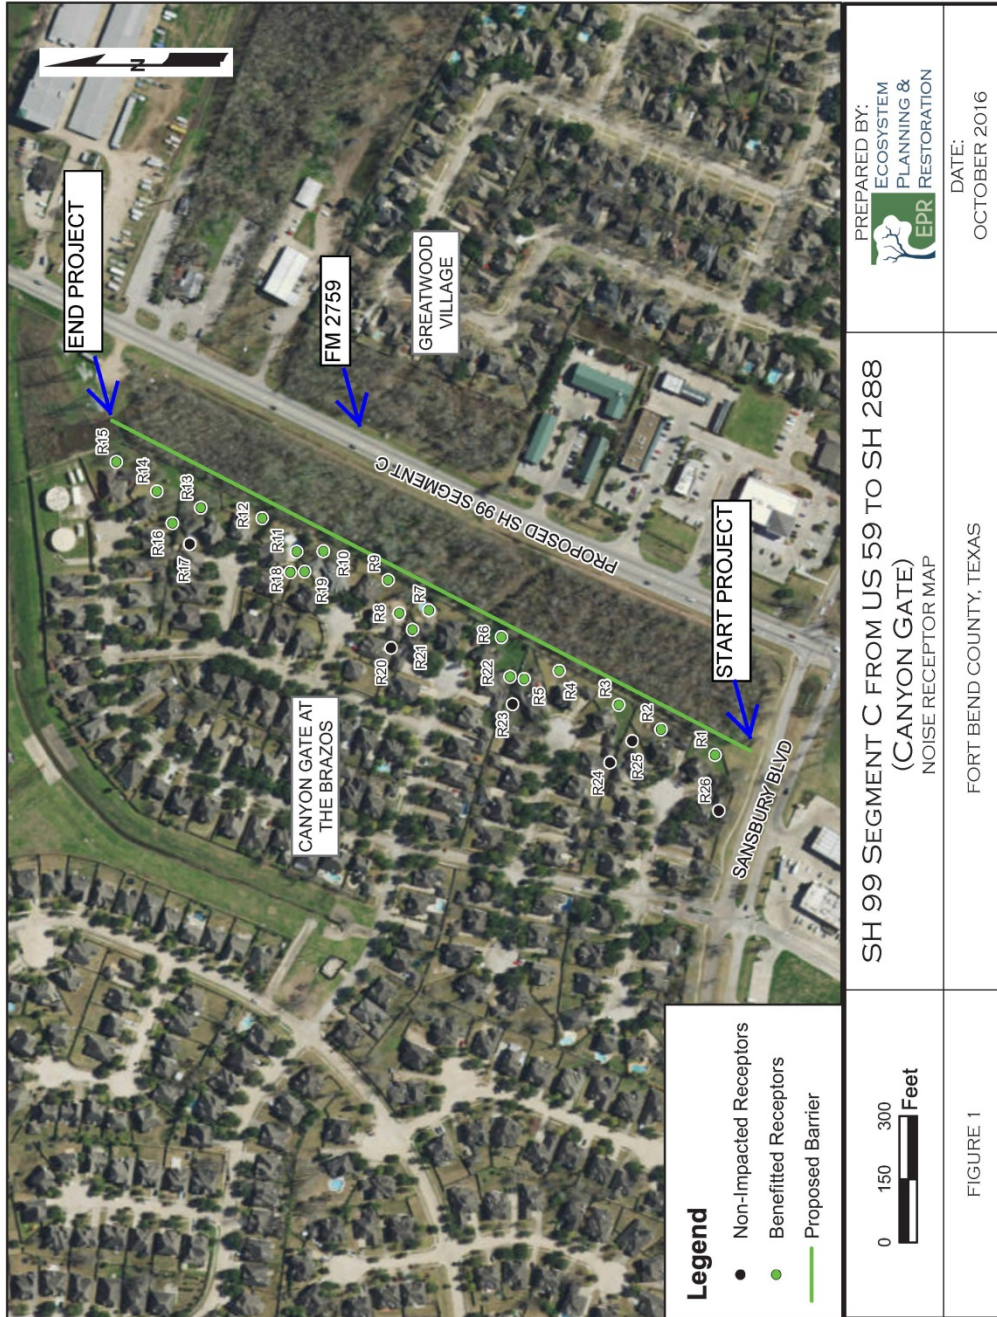 N
END PROJECT
FM 2759
GREATWOOD
VILLAGE
PROPOSED SH 99 SEGMENT C
START PROJECT
SANSBURY BLVD
CANYON GATE AT
THE BRAZOS
R15
R14
R13
R16
R17
R12
R11
R18
R19
R10
R9
R8
R7
R21
R20
R6
R22
R5
R23
R4
R3
R24
R25
R2
R1
R26
Legend
Non-Impacted Receptors
Benefitted Receptors
Proposed Barrier
0 150 300
Feet
FIGURE 1
SH 99 SEGMENT C FROM US 59 TO SH 288
(CANYON GATE)
NOISE RECEPTOR MAP
FORT BEND COUNTY, TEXAS
PREPARED BY:
EPR
ECOSYSTEM
PLANNING &
RESTORATION
DATE:
OCTOBER 2016